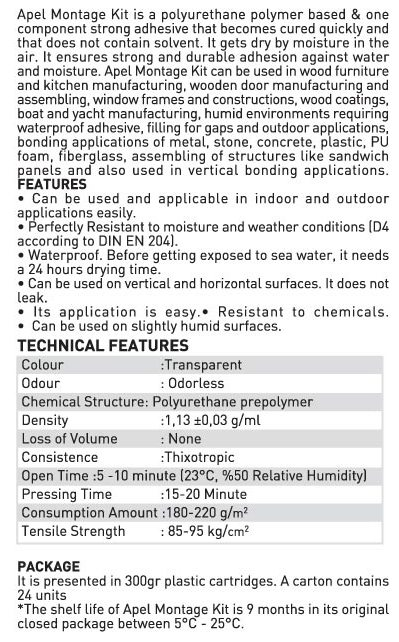 Apel Montage Kit is a polyurethane polymer based & one
component strong adhesive that becomes cured quickly and
that does not contain solvent. It gets dry by moisture in the
air. It ensures strong and durable adhesion against water
and moisture. Apel Montage Kit can be used in wood furniture
and kitchen manufacturing, wooden door manufacturing and
assembling, window frames and constructions, wood coatings,
boat and yacht manufacturing, humid environments requiring
waterproof adhesive, filling for gaps and outdoor applications,
bonding applications of metal, stone, concrete, plastic, PU
foam, fiberglass, assembling of structures like sandwich
panels and also used in vertical bonding applications.
FEATURES
• Can be used and applicable in indoor and outdoor
applications easily.
• Perfectly Resistant to moisture and weather conditions (D4
according to DIN EN 204).
• Waterproof. Before getting exposed to sea water, it needs
a 24 hours drying time.
• Can be used on vertical and horizontal surfaces. It does not
leak.
• Its application is easy.• Resistant to chemicals.
• Can be used on slightly humid surfaces.
TECHNICAL FEATURES
Colour :Transparent
Odour : Odorless
Chemical Structure: Polyurethane prepolymer
Density :1,13 ±0,03 g/ml
Loss of Volume : None
Consistence :Thixotropic
Open Time :5 -10 minute (23°C, %50 Relative Humidity)
Pressing Time :15-20 Minute
Consumption Amount :180-220 g/m²
Tensile Strength : 85-95 kg/cm²
PACKAGE
It is presented in 300gr plastic cartridges. A carton contains
24 units
*The shelf life of Apel Montage Kit is 9 months in its original
closed package between 5°C - 25°C.